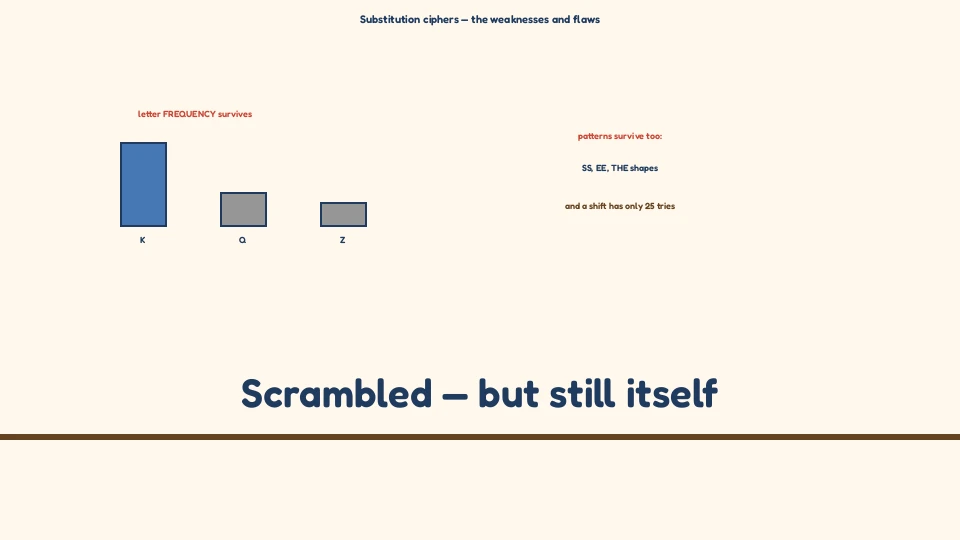 Substitution ciphers — the weaknesses and flaws
letter FREQUENCY survives
K
Q
Z
patterns survive too:
SS, EE, THE shapes
and a shift has only 25 tries
Scrambled — but still itself